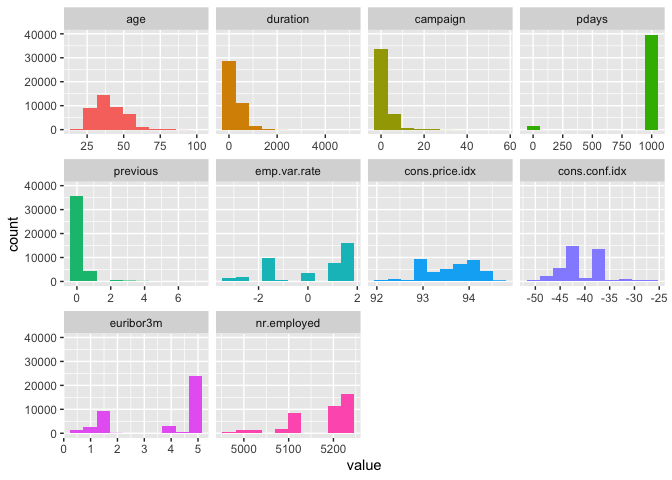 age duration campaign pdays
40000
30000
20000
10000
0
25 50 75 100 0 2000 4000 0 20 40 60 0 250 500 750 1000
previous emp.var.rate cons.price.idx cons.conf.idx
40000
30000
20000
10000
0
0 2 4 6 -2 0 2 92 93 94 -50 -45 -40 -35 -30 -25
count
euribor3m nr.employed
40000
30000
20000
10000
0
0 1 2 3 4 5 5000 5100 5200
value